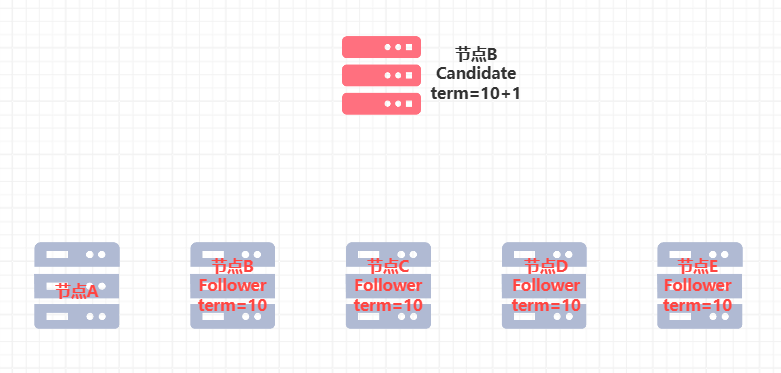 节点B
Candidate
term=10+1
节点A
节点B
Follower
term=10
节点C
Follower
term=10
节点D
Follower
term=10
节点E
Follower
term=10